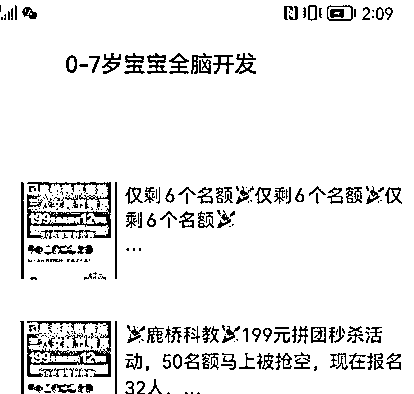 2:09
0-7岁宝宝全脑开发
仅剩6个名额仅剩6个名额仅
剩6个名额
...
鹿桥科教199元拼团秒杀活
动，50名额马上被抢空，现在报名
32人，...